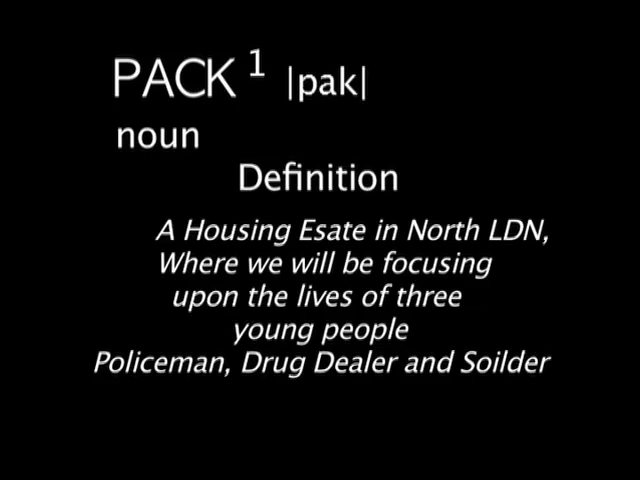 PACK ¹ |pak|
noun
Definition
A Housing Esate in North LDN,
Where we will be focusing
upon the lives of three
young people
Policeman, Drug Dealer and Soilder